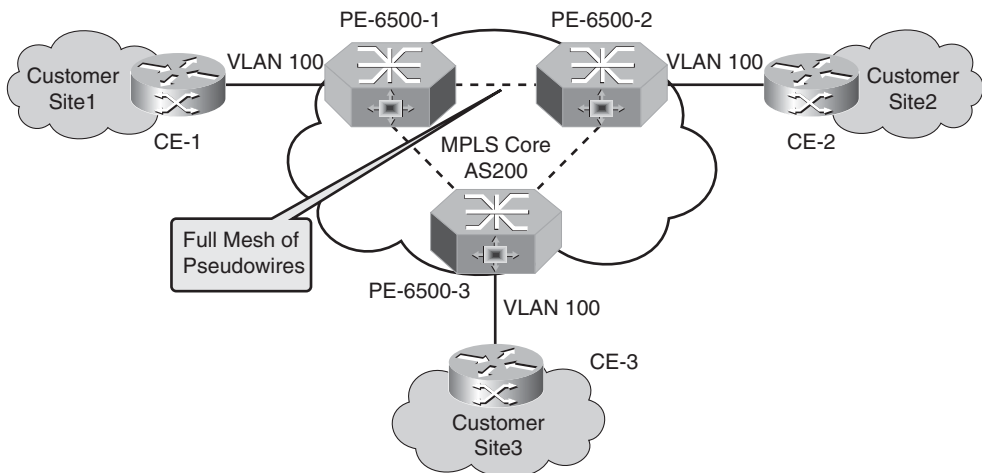 PE-6500-1
PE-6500-2
Customer
Site1
VLAN 100
VLAN 100
Customer
Site2
CE-1
CE-2
MPLS Core
AS200
Full Mesh of
Pseudowires
PE-6500-3
VLAN 100
CE-3
Customer
Site3